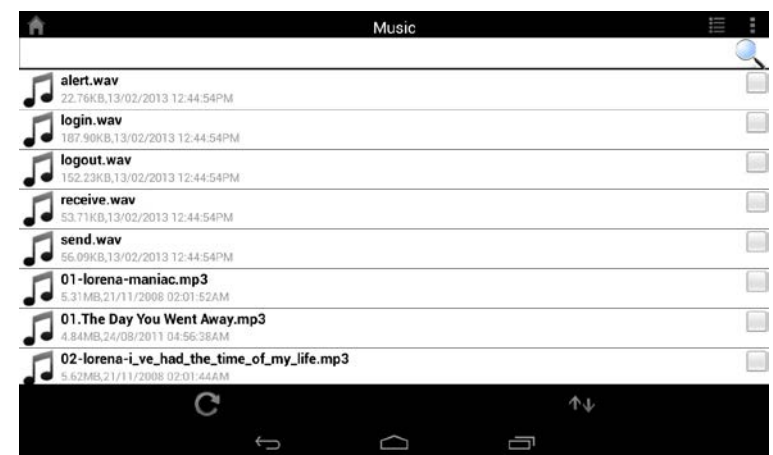 Music
alert.wav
22.76KB,13/02/2013 12:44:54PM
login.wav
187.90KB,13/02/2013 12:44:54PM
logout.wav
152.23KB,13/02/2013 12:44:54PM
receive.wav
53.71KB,13/02/2013 12:44:54PM
send.wav
56.09KB,13/02/2013 12:44:54PM
01-lorena-maniac.mp3
5.31MB,21/11/2008 02:01:52AM
01.The Day You Went Away.mp3
4.84MB,24/08/2011 04:56:38AM
02-lorena-i_ve_had_the_time_of_my_life.mp3
5.62MB,21/11/2008 02:01:44AM